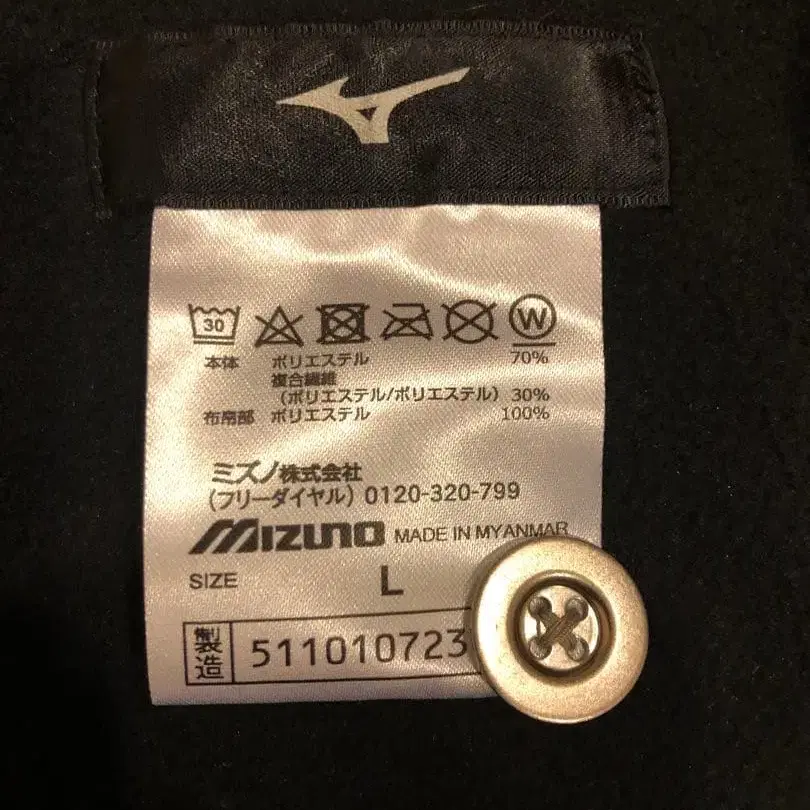 30
W
本体 ポリエステル 70%
複合繊維
(ポリエステル/ポリエステル) 30%
布帛部 ポリエステル 100%
ミズノ株式会社
(フリーダイヤル) 0120-320-799
MIZUNO MADE IN MYANMAR
SIZE L
製造 511010723